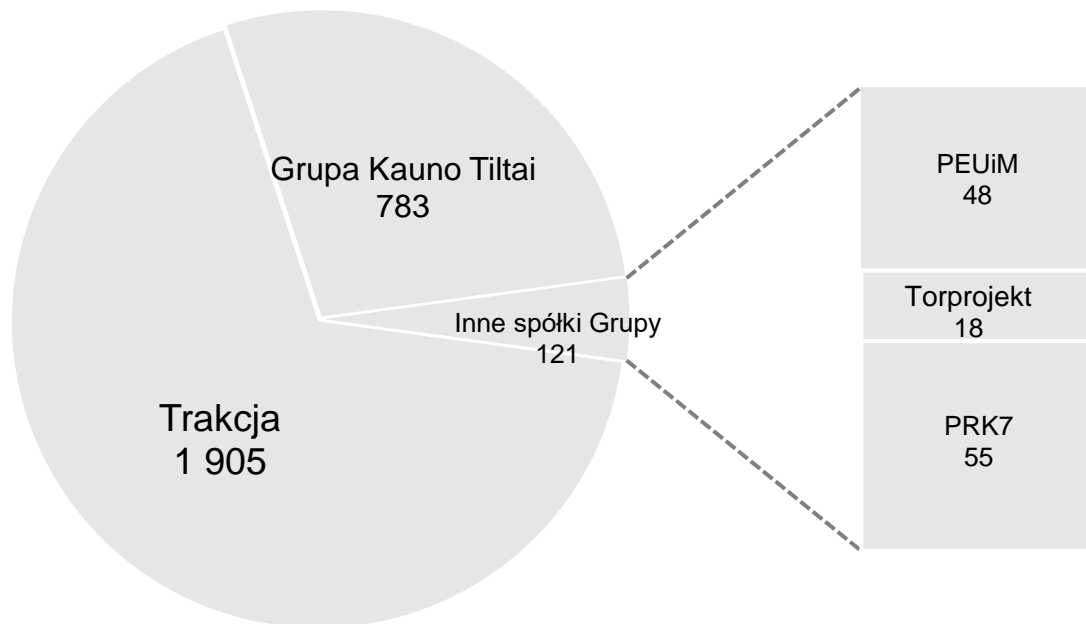 Grupa Kauno Tiltai
783
Inne spółki Grupy
121
Trakcja
1 905
PEUiM
48
Torprojekt
18
PRK7
55